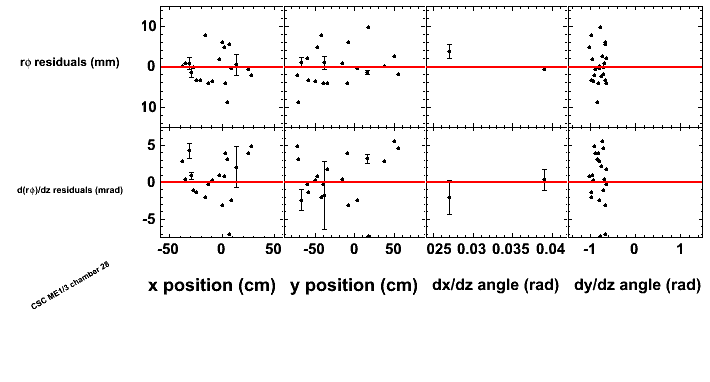 rϕ residuals (mm)
10
0
10
d(rϕ)/dz residuals (mrad)
5
0
-5
-50 0 50
-50 0 50
025 0.03 0.035 0.04
-1 0 1
x position (cm)
y position (cm)
dx/dz angle (rad)
dy/dz angle (rad)
CSC ME1/3 chamber 28